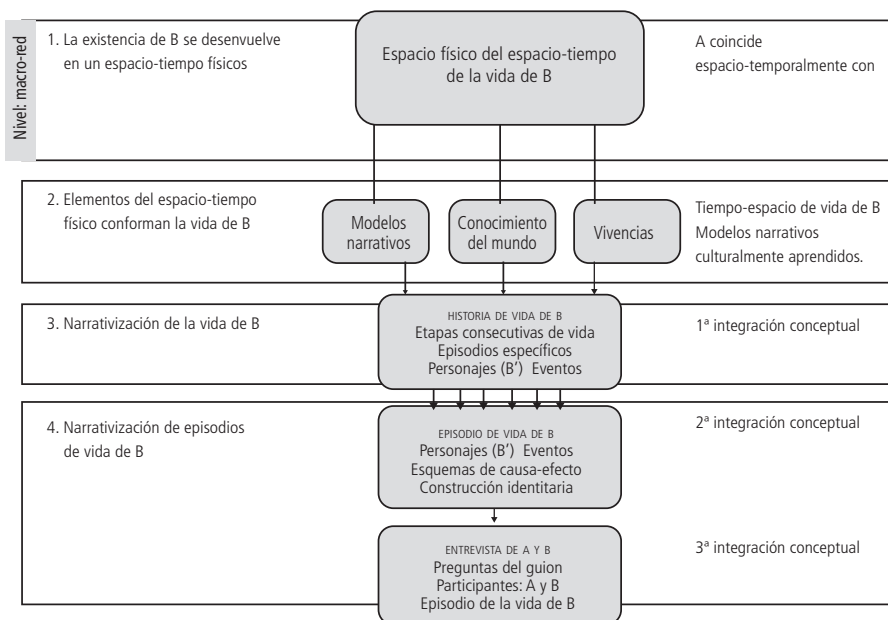 Nivel: macro-red
1. La existencia de B se desenvuelve
en un espacio-tiempo físicos
Espacio físico del espacio-tiempo
de la vida de B
A coincide
espacio-temporalmente con
2. Elementos del espacio-tiempo
físico conforman la vida de B
Modelos
narrativos
Conocimiento
del mundo
Vivencias
Tiempo-espacio de vida de B
Modelos narrativos
culturalmente aprendidos.
3. Narrativización de la vida de B
HISTORIA DE VIDA DE B
Etapas consecutivas de vida
Episodios específicos
Personajes (B’) Eventos
1ª integración conceptual
4. Narrativización de episodios
de vida de B
EPISODIO DE VIDA DE B
Personajes (B’) Eventos
Esquemas de causa-efecto
Construcción identitaria
2ª integración conceptual
ENTREVISTA DE A Y B
Preguntas del guion
Participantes: A y B
Episodio de la vida de B
3ª integración conceptual